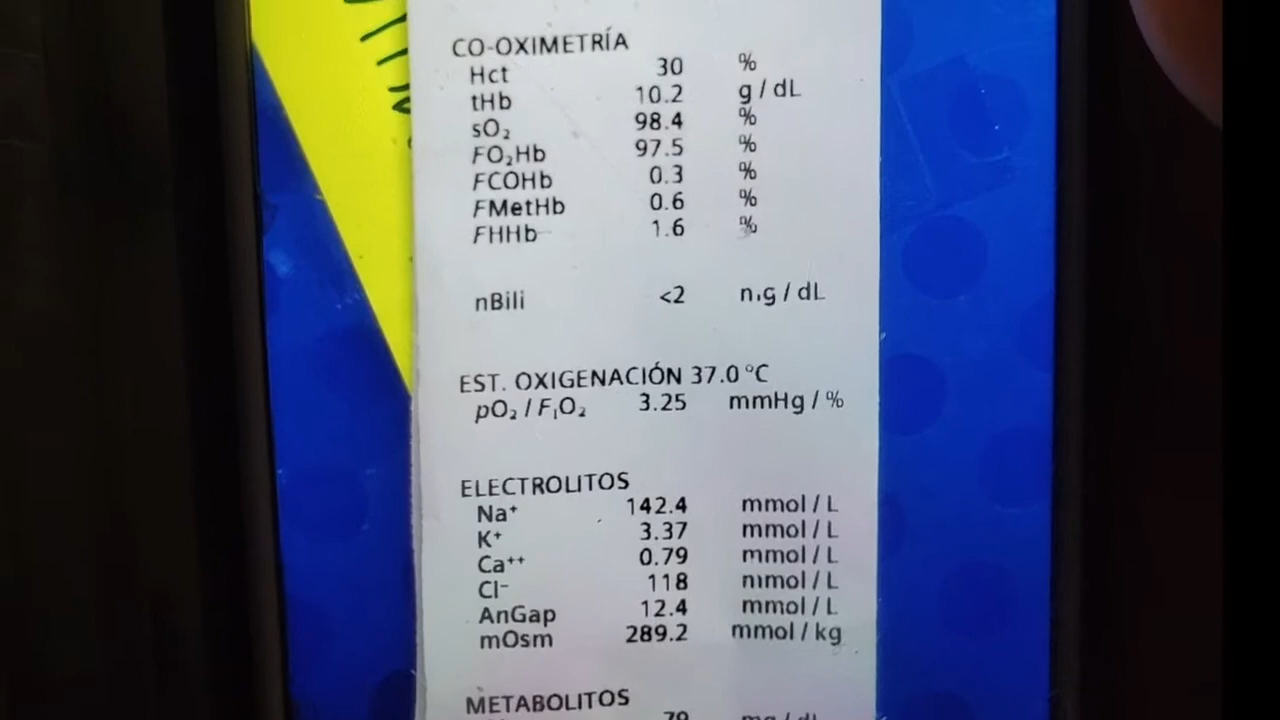 CO-OXIMETRÍA
Hct 30 %
tHb 10.2 g / dL
sO₂ 98.4 %
FO₂Hb 97.5 %
FCOHb 0.3 %
FMetHb 0.6 %
FHHb 1.6 %
nBili <2 mg / dL
EST. OXIGENACIÓN 37.0 °C
pO₂ / FIO₂ 3.25 mmHg / %
ELECTROLITOS
Na⁺ 142.4 mmol / L
K⁺ 3.37 mmol / L
Ca⁺⁺ 0.79 mmol / L
Cl⁻ 118 mmol / L
AnGap 12.4 mmol / L
mOsm 289.2 mmol / kg
METABOLITOS
79 mg / dL